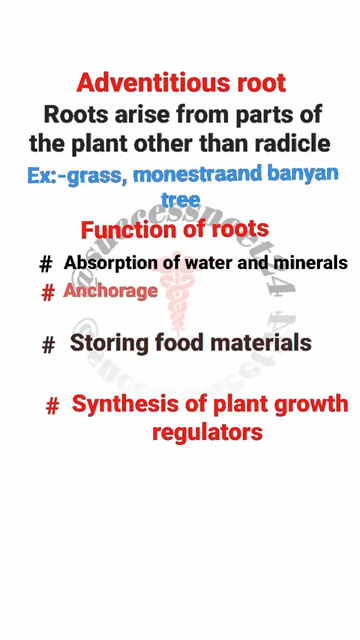 Adventitious root
Roots arise from parts of
the plant other than radicle
Ex:-grass, monestraand banyan
tree
Function of roots
# Absorption of water and minerals
# Anchorage
# Storing food materials
# Synthesis of plant growth
regulators
@successneet24